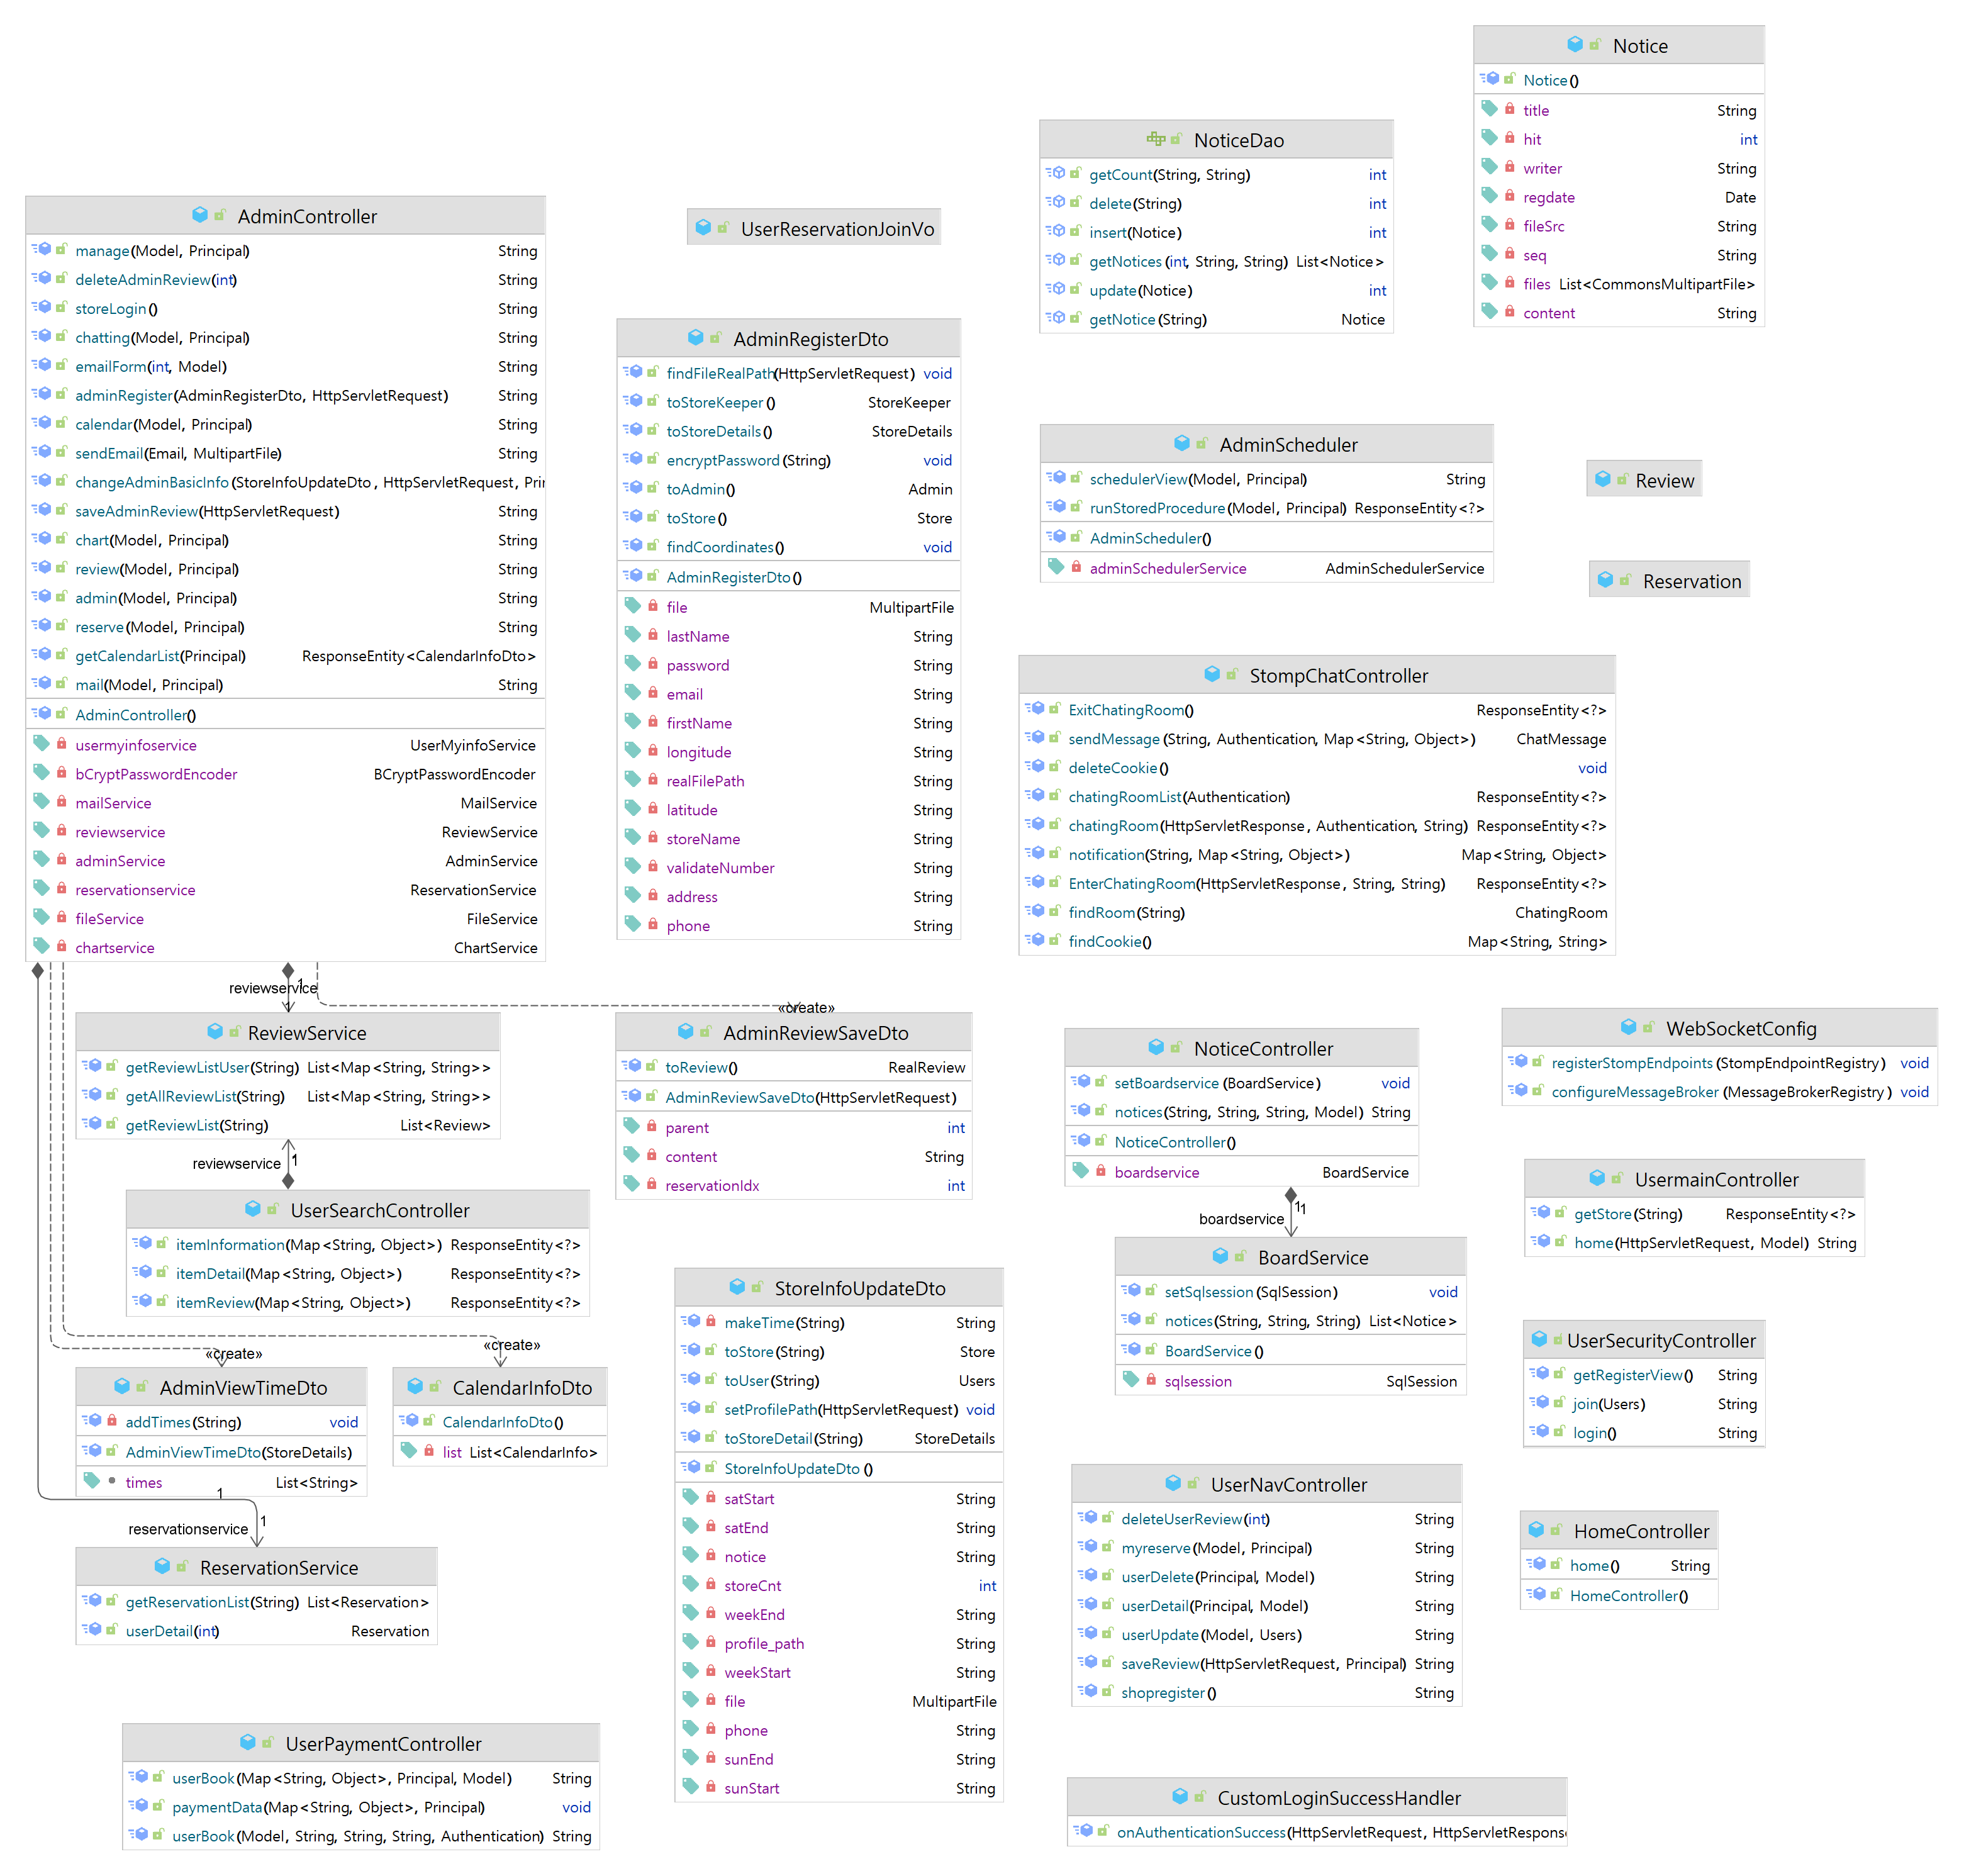 Notice
Notice()
title String
hit int
writer String
regdate Date
fileSrc String
seq String
files List<CommonsMultipartFile>
content String
NoticeDao
getCount(String, String) int
delete(String) int
insert(Notice) int
getNotices(int, String, String) List<Notice>
update(Notice) int
getNotice(String) Notice
AdminController
manage(Model, Principal) String
deleteAdminReview(int) String
storeLogin() String
chatting(Model, Principal) String
emailForm(int, Model) String
adminRegister(AdminRegisterDto, HttpServletRequest) String
calendar(Model, Principal) String
sendEmail(Email, MultipartFile) String
changeAdminBasicInfo(StoreInfoUpdateDto, HttpServletRequest, Pri
saveAdminReview(HttpServletRequest) String
chart(Model, Principal) String
review(Model, Principal) String
admin(Model, Principal) String
reserve(Model, Principal) String
getCalendarList(Principal) ResponseEntity<CalendarInfoDto>
mail(Model, Principal) String
AdminController()
usermyinfoservice UserMyinfoService
bCryptPasswordEncoder BCryptPasswordEncoder
mailService MailService
reviewservice ReviewService
adminService AdminService
reservationservice ReservationService
fileService FileService
chartservice ChartService
UserReservationJoinVo
AdminRegisterDto
findFileRealPath(HttpServletRequest) void
toStoreKeeper() StoreKeeper
toStoreDetails() StoreDetails
encryptPassword(String) void
toAdmin() Admin
toStore() Store
findCoordinates() void
AdminRegisterDto()
file MultipartFile
lastName String
password String
email String
firstName String
longitude String
realFilePath String
latitude String
storeName String
validateNumber String
address String
phone String
AdminScheduler
schedulerView(Model, Principal) String
runStoredProcedure(Model, Principal) ResponseEntity<?>
AdminScheduler()
adminSchedulerService AdminSchedulerService
Review
Reservation
StompChatController
ExitChatingRoom() ResponseEntity<?>
sendMessage(String, Authentication, Map<String, Object>) ChatMessage
deleteCookie() void
chatingRoomList(Authentication) ResponseEntity<?>
chatingRoom(HttpServletResponse, Authentication, String) ResponseEntity<?>
notification(String, Map<String, Object>) Map<String, Object>
EnterChatingRoom(HttpServletResponse, String, String) ResponseEntity<?>
findRoom(String) ChatingRoom
findCookie() Map<String, String>
reviewservice
1
1
«create»
ReviewService
getReviewListUser(String) List<Map<String, String>>
getAllReviewList(String) List<Map<String, String>>
getReviewList(String) List<Review>
reviewservice
1
UserSearchController
itemInformation(Map<String, Object>) ResponseEntity<?>
itemDetail(Map<String, Object>) ResponseEntity<?>
itemReview(Map<String, Object>) ResponseEntity<?>
AdminReviewSaveDto
toReview() RealReview
AdminReviewSaveDto(HttpServletRequest)
parent int
content String
reservationIdx int
NoticeController
setBoardservice(BoardService) void
notices(String, String, String, Model) String
NoticeController()
boardservice BoardService
boardservice
1
1
BoardService
setSqlsession(SqlSession) void
notices(String, String, String) List<Notice>
BoardService()
sqlsession SqlSession
WebSocketConfig
registerStompEndpoints(StompEndpointRegistry) void
configureMessageBroker(MessageBrokerRegistry) void
UsermainController
getStore(String) ResponseEntity<?>
home(HttpServletRequest, Model) String
UserSecurityController
getRegisterView() String
join(Users) String
login() String
«create»
«create»
AdminViewTimeDto
addTimes(String) void
AdminViewTimeDto(StoreDetails)
times List<String>
CalendarInfoDto
CalendarInfoDto()
list List<CalendarInfo>
1
reservationservice
1
ReservationService
getReservationList(String) List<Reservation>
userDetail(int) Reservation
StoreInfoUpdateDto
makeTime(String) String
toStore(String) Store
toUser(String) Users
setProfilePath(HttpServletRequest) void
toStoreDetail(String) StoreDetails
StoreInfoUpdateDto()
satStart String
satEnd String
notice String
storeCnt int
weekEnd String
profile_path String
weekStart String
file MultipartFile
phone String
sunEnd String
sunStart String
UserNavController
deleteUserReview(int) String
myreserve(Model, Principal) String
userDelete(Principal, Model) String
userDetail(Principal, Model) String
userUpdate(Model, Users) String
saveReview(HttpServletRequest, Principal) String
shopregister() String
HomeController
home() String
HomeController()
UserPaymentController
userBook(Map<String, Object>, Principal, Model) String
paymentData(Map<String, Object>, Principal) void
userBook(Model, String, String, String, Authentication) String
CustomLoginSuccessHandler
onAuthenticationSuccess(HttpServletRequest, HttpServletRespons